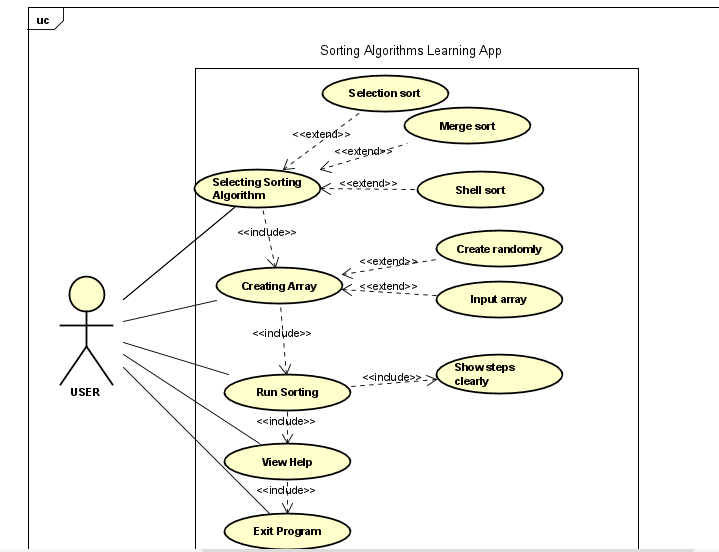 uc
Sorting Algorithms Learning App
Selection sort
<<extend>>
Merge sort
<<extend>>
Selecting Sorting
Algorithm
<<extend>>
Shell sort
<<include>>
Create randomly
<<extend>>
Creating Array
<<extend>>
Input array
<<include>>
USER
Run Sorting
<<include>>
Show steps
clearly
<<include>>
View Help
<<include>>
Exit Program